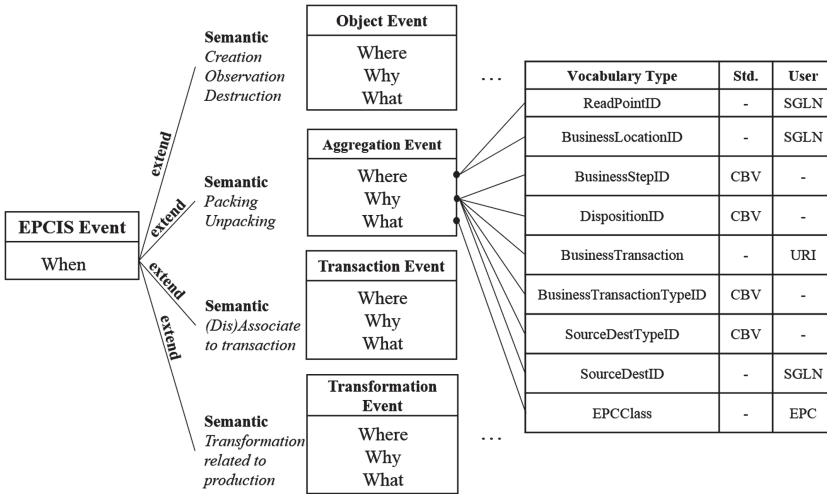 EPCIS Event
When
extend
extend
extend
extend
Semantic
Creation
Observation
Destruction
Semantic
Packing
Unpacking
Semantic
(Dis)Associate
to transaction
Semantic
Transformation
related to
production
Object Event
Where
Why
What
Aggregation Event
Where
Why
What
Transaction Event
Where
Why
What
Transformation
Event
Where
Why
What
...
...
Vocabulary Type Std. User
ReadPointID - SGLN
BusinessLocationID - SGLN
BusinessStepID CBV -
DispositionID CBV -
BusinessTransaction - URI
BusinessTransactionTypeID CBV -
SourceDestTypeID CBV -
SourceDestID - SGLN
EPCClass - EPC